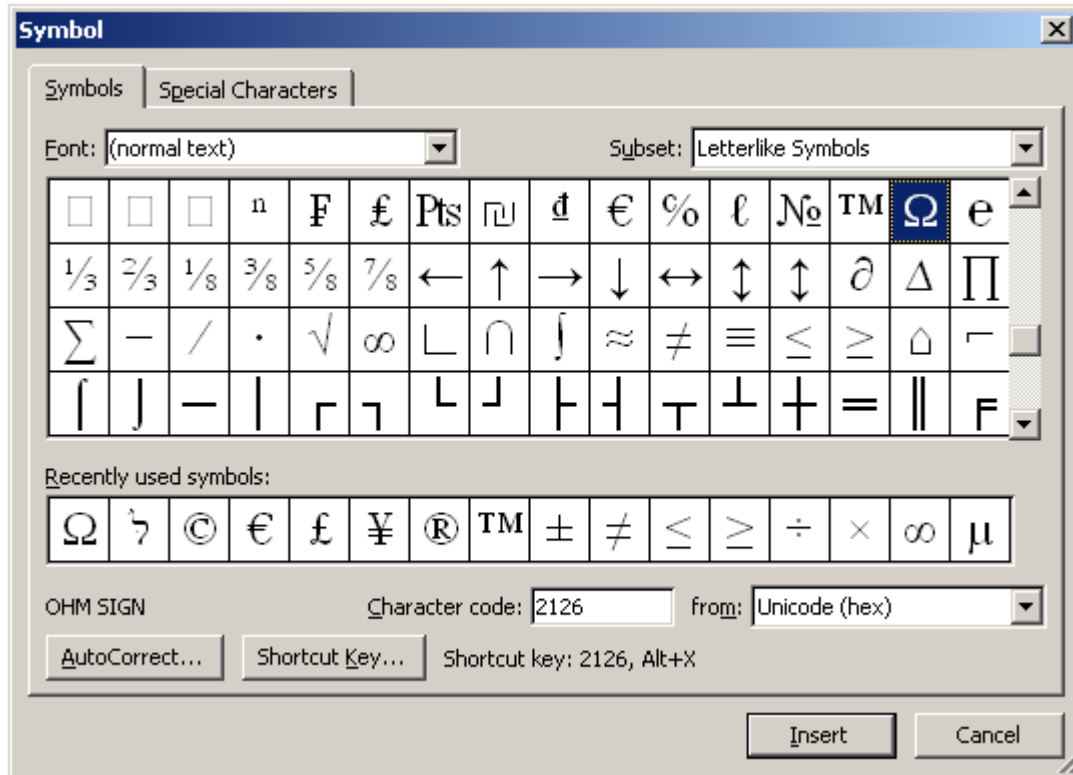 Symbol
Symbols Special Characters
Font: (normal text) Subset: Letterlike Symbols
□ □ □ ⁿ ₣ ₤ ₧ ₪ ₫ € ℅ ℓ № ™ Ω ℮
⅓ ⅔ ⅛ ⅜ ⅝ ⅞ ← ↑ → ↓ ↔ ↕ ↨ ∂ ∆ ∏
∑ − ∕ ∙ √ ∞ ∟ ∩ ∫ ≈ ≠ ≡ ≤ ≥ ⌂ ⌐
⌠ ⌡ ─ │ ┌ ┐ └ ┘ ├ ┤ ┬ ┴ ┼ ═ ║ ╒
Recently used symbols:
Ω © € £ ¥ ® ™ ± ≠ ≤ ≥ ÷ × ∞ µ
OHM SIGN Character code: 2126 from: Unicode (hex)
AutoCorrect... Shortcut Key... Shortcut key: 2126, Alt+X
Insert Cancel